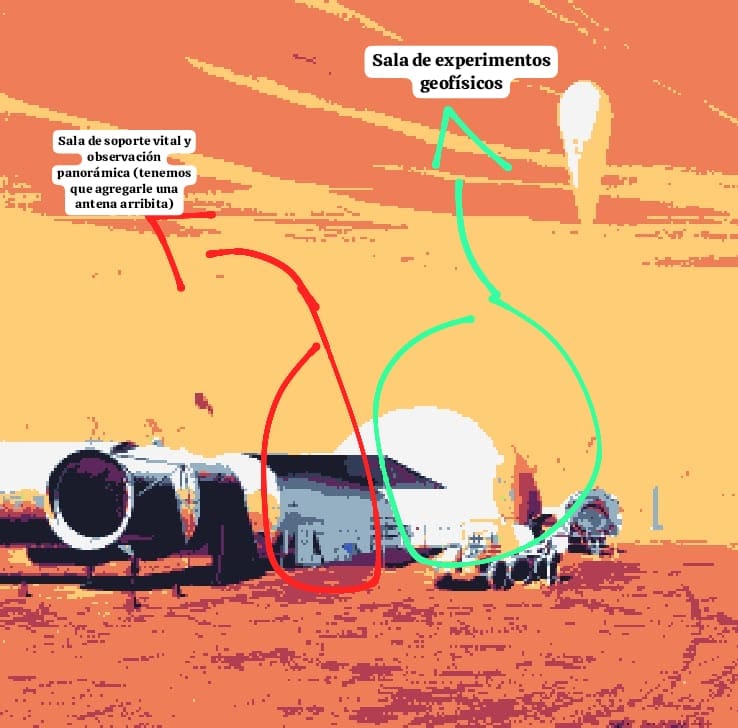 Sala de experimentos
geofísicos
Sala de soporte vital y
observación
panorámica (tenemos
que agregarle una
antena arribita)